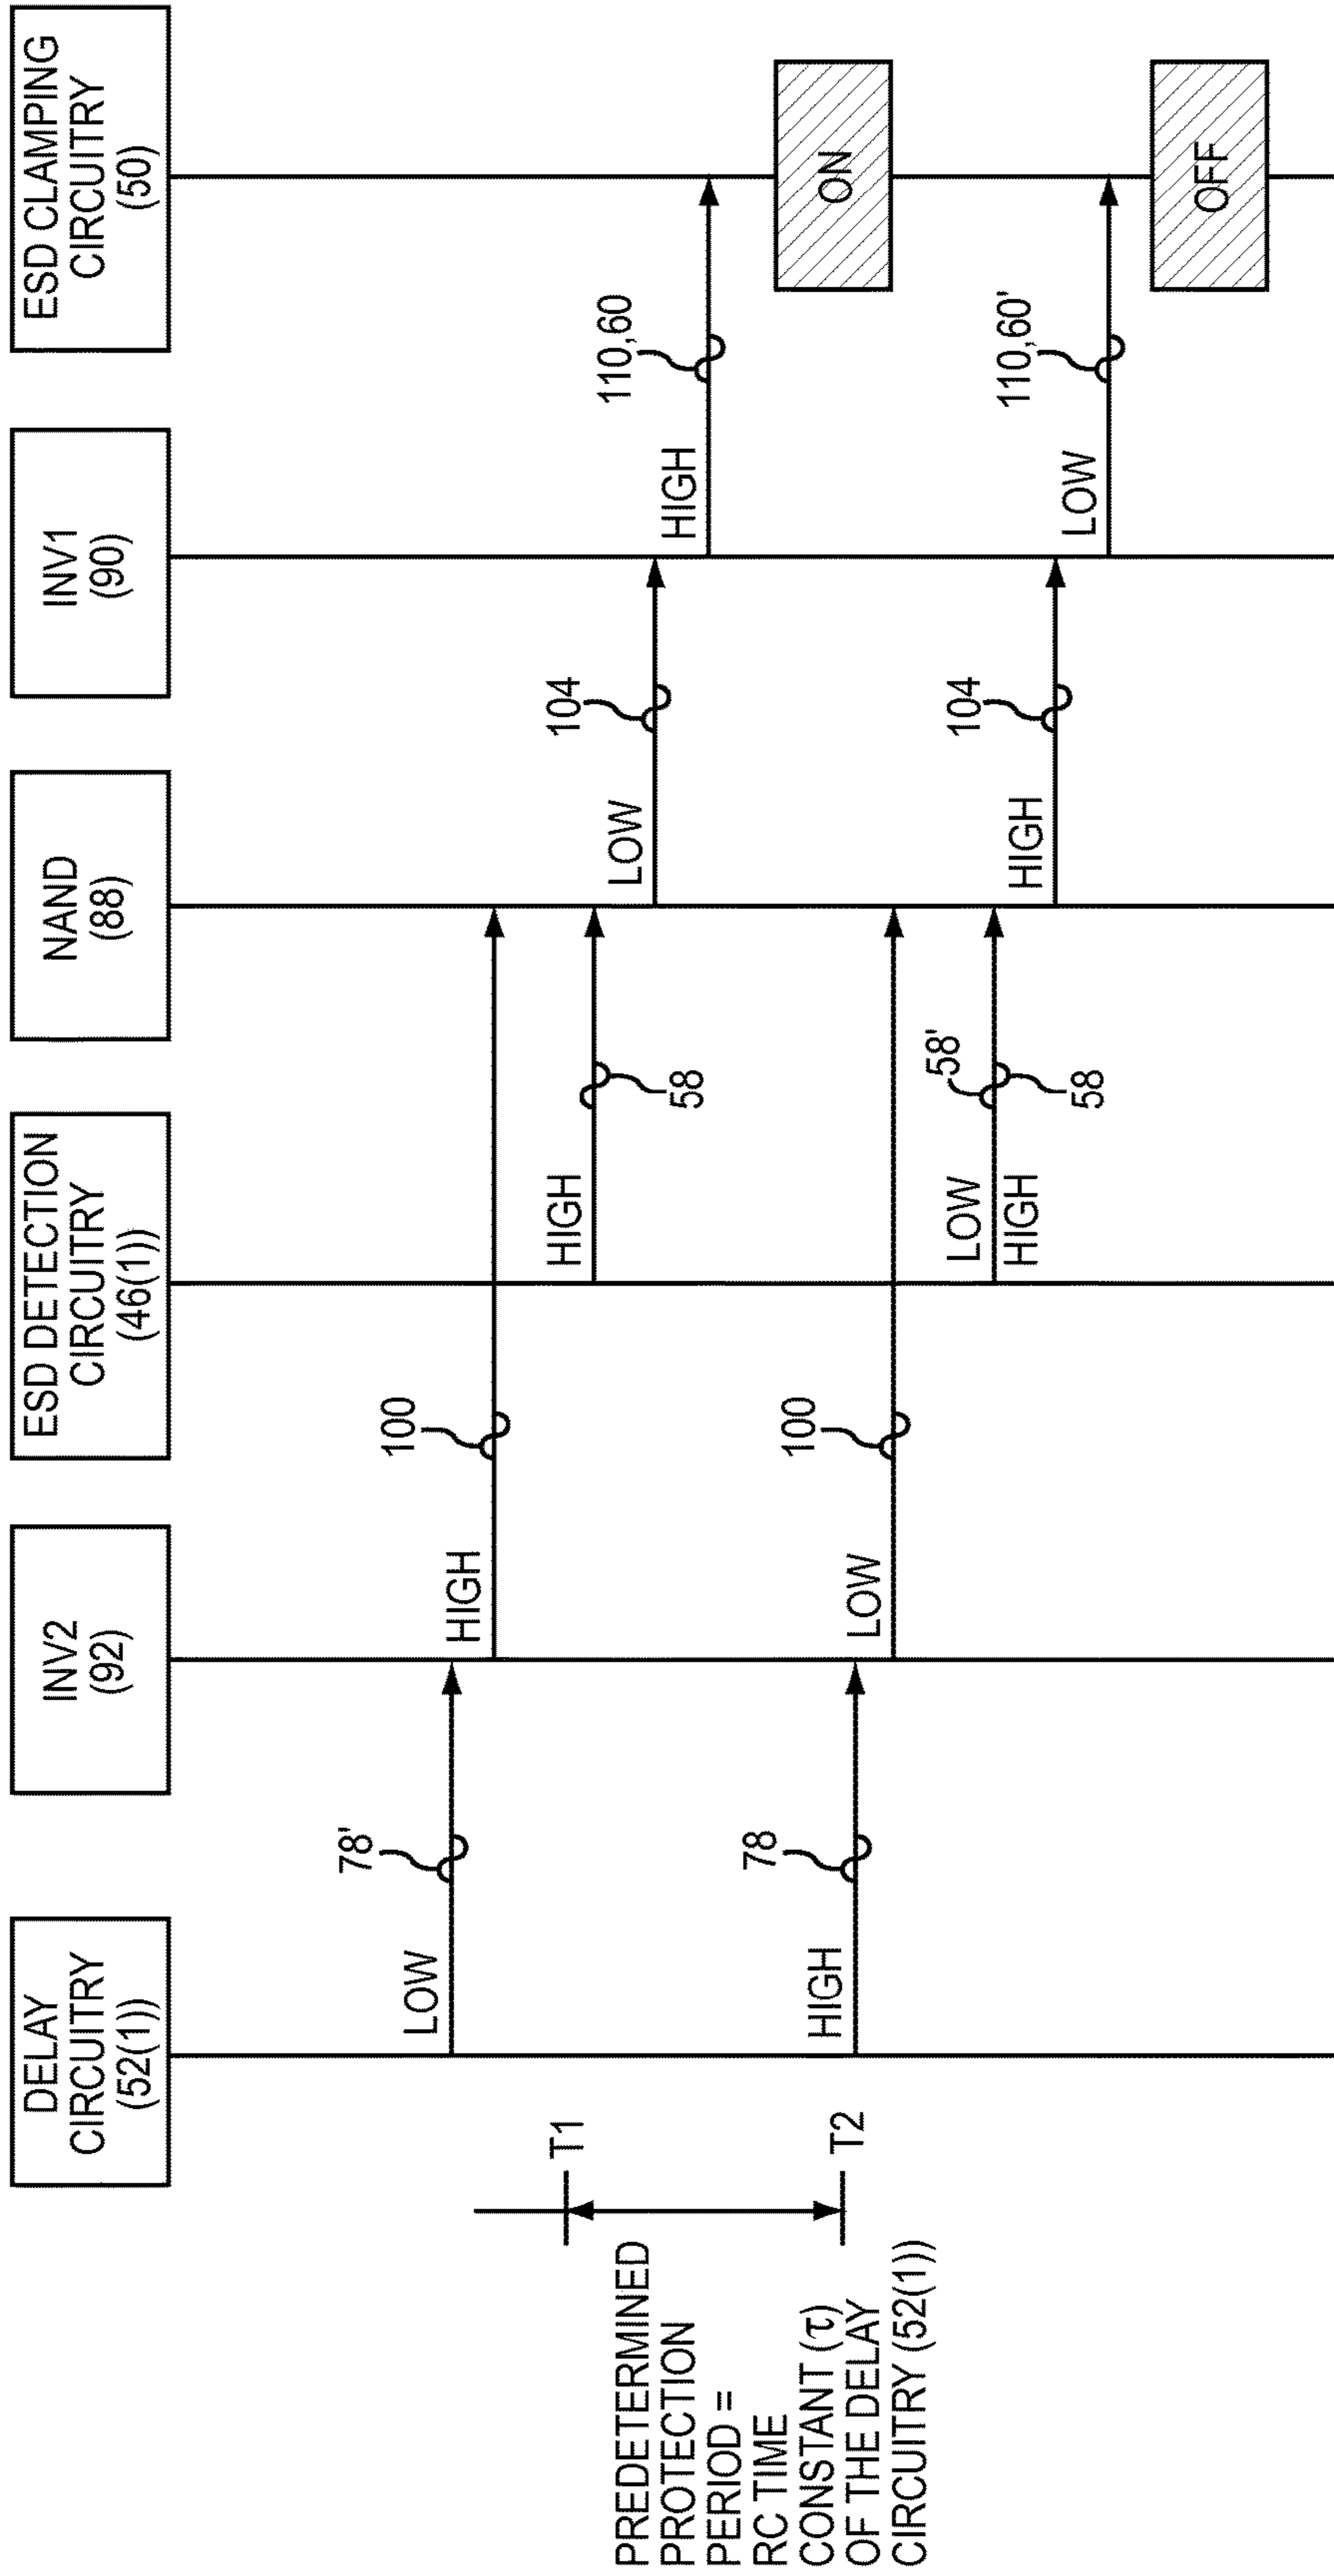 DELAY
CIRCUITRY
(52(1))
INV2
(92)
ESD DETECTION
CIRCUITRY
(46(1))
NAND
(88)
INV1
(90)
ESD CLAMPING
CIRCUITRY
(50)
LOW
78'
HIGH
100
T1
HIGH
58
LOW
104
HIGH
110,60
ON
PREDETERMINED
PROTECTION
PERIOD =
RC TIME
CONSTANT (τ)
OF THE DELAY
CIRCUITRY (52(1))
T2
HIGH
78
LOW
100
LOW
58'
HIGH
58
HIGH
104
LOW
110,60'
OFF